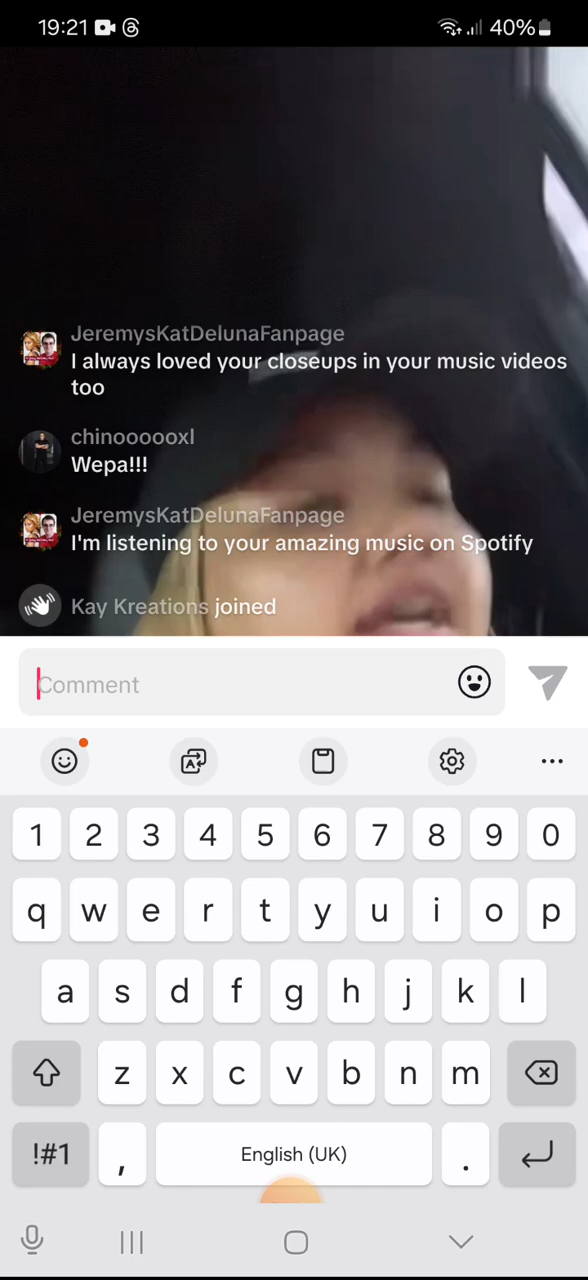 19:21
40%
JeremysKatDelunaFanpage
I always loved your closeups in your music videos
too
chinoooooxl
Wepa!!!
JeremysKatDelunaFanpage
I'm listening to your amazing music on Spotify
Kay Kreations joined
Comment
1 2 3 4 5 6 7 8 9 0
q w e r t y u i o p
a s d f g h j k l
z x c v b n m
!#1 , English (UK) .